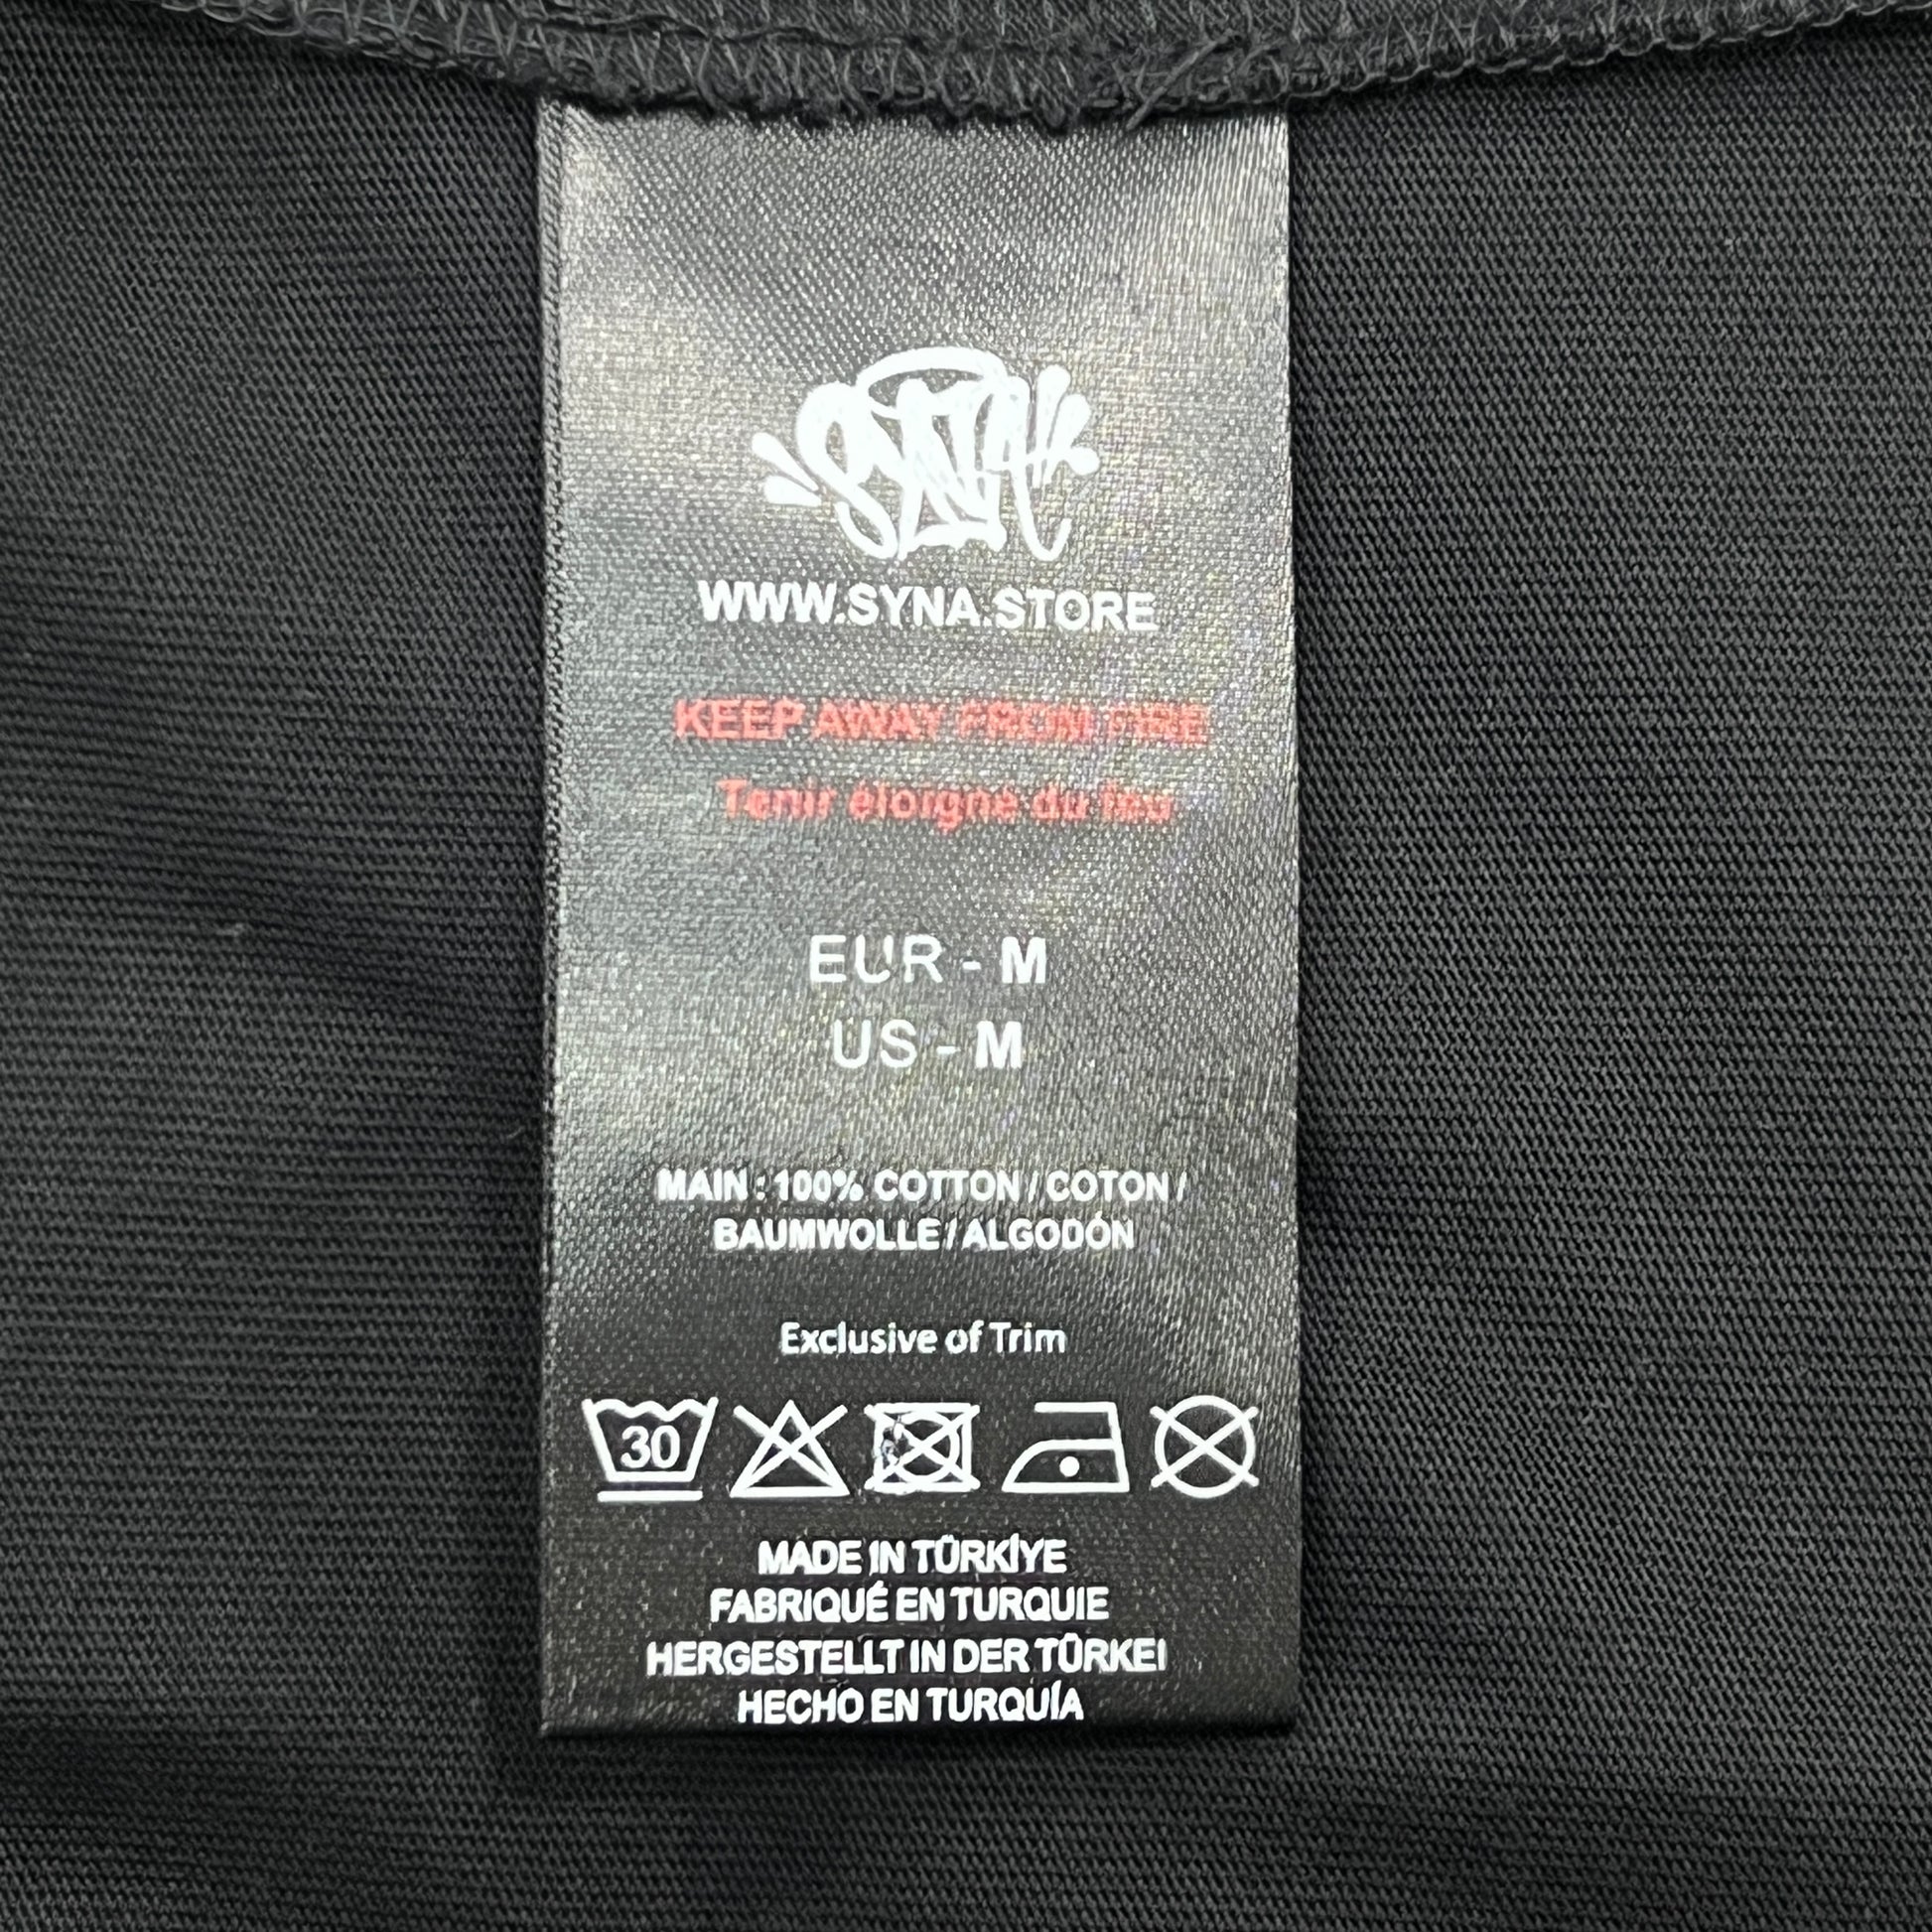 SYNA
WWW.SYNA.STORE
KEEP AWAY FROM FIRE
Tenir éloigné du feu
EUR - M
US - M
MAIN : 100% COTTON / COTON /
BAUMWOLLE / ALGODÓN
Exclusive of Trim
30
MADE IN TÜRKİYE
FABRIQUÉ EN TURQUIE
HERGESTELLT IN DER TÜRKEI
HECHO EN TURQUÍA